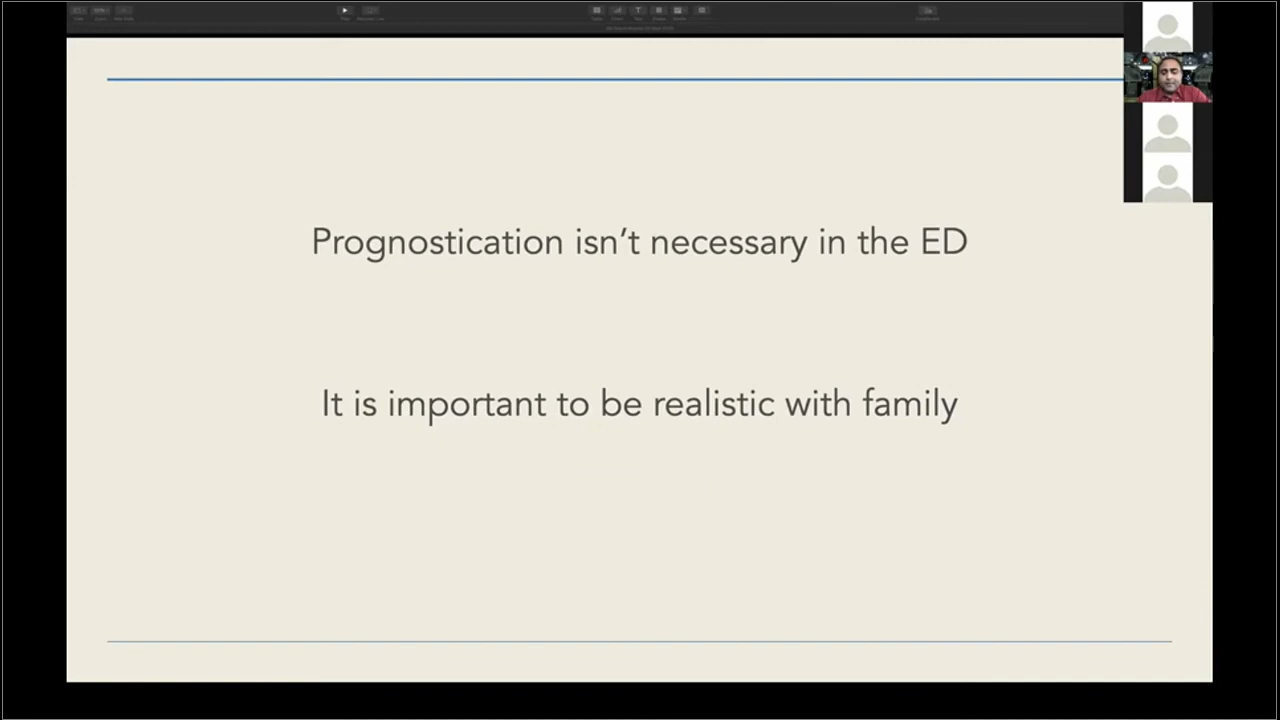 Prognostication isn’t necessary in the ED
It is important to be realistic with family